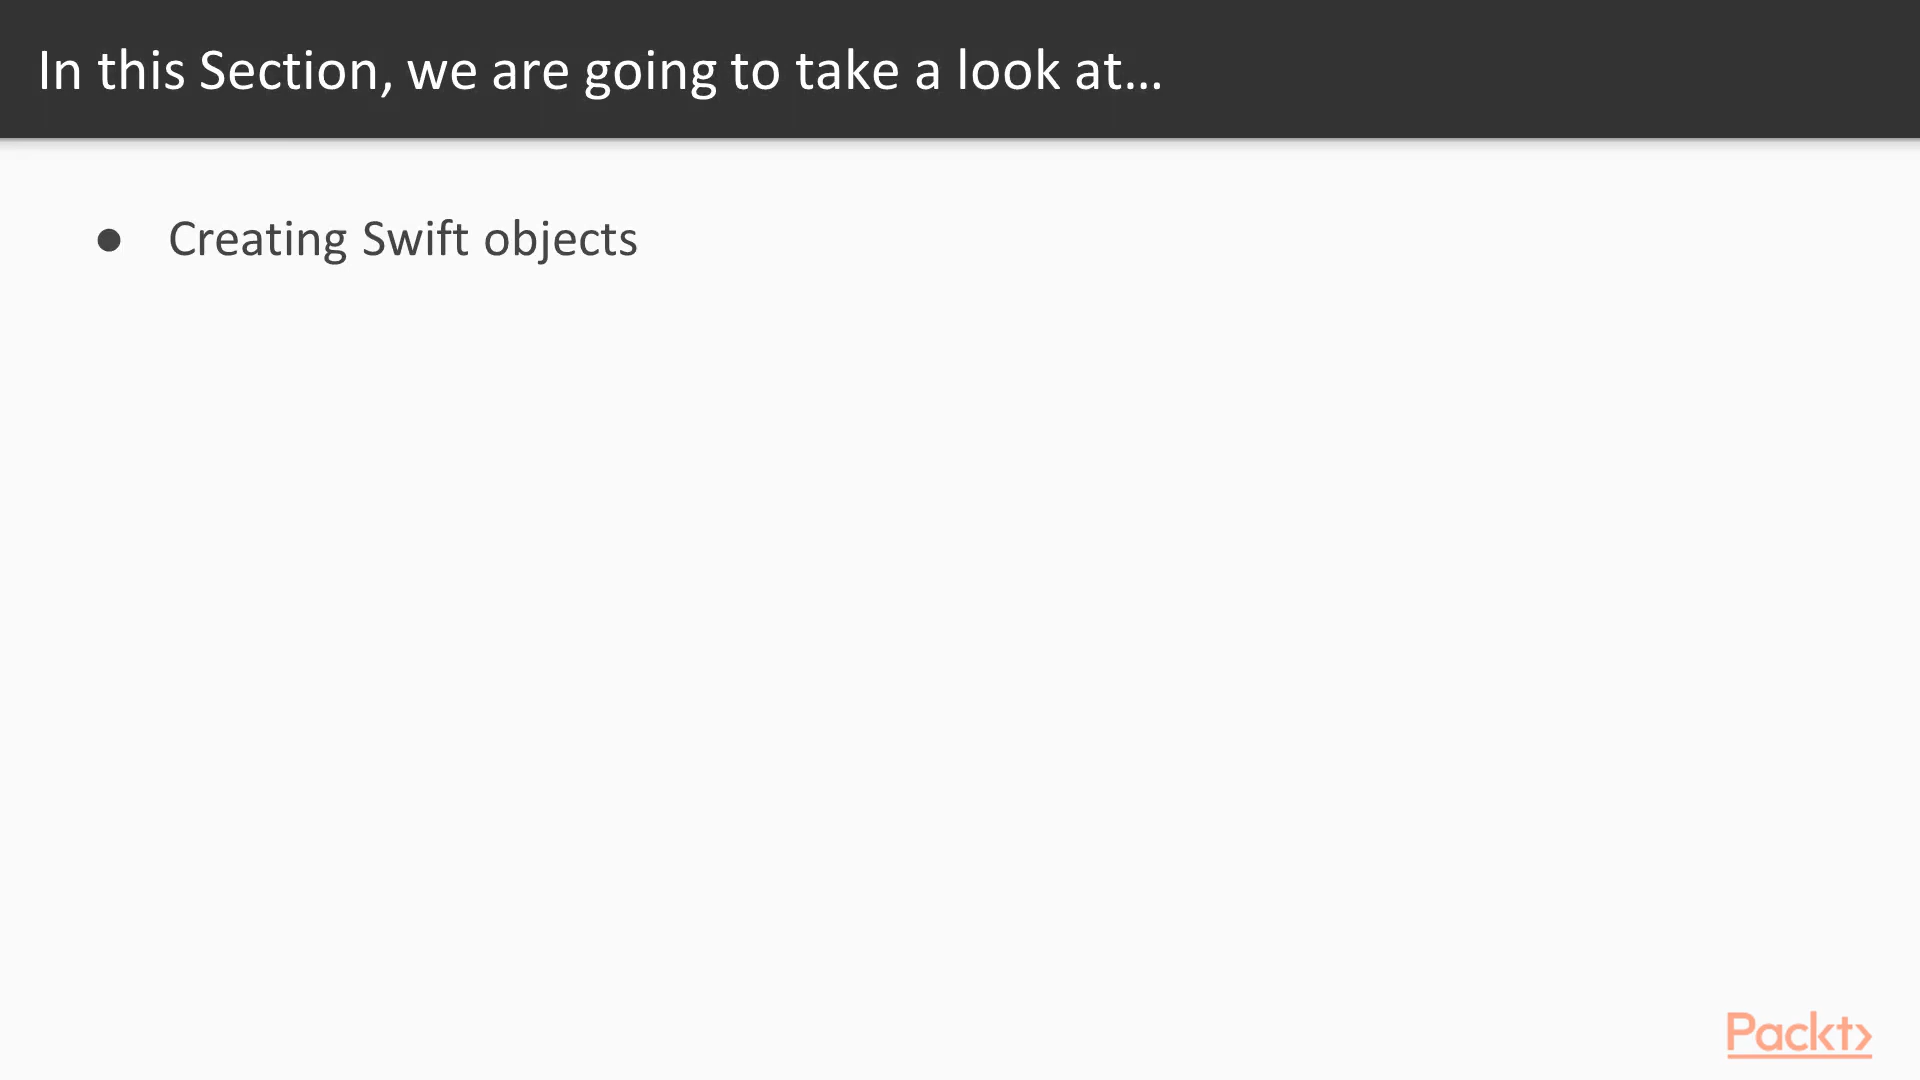 In this Section, we are going to take a look at...
● Creating Swift objects
Packt>